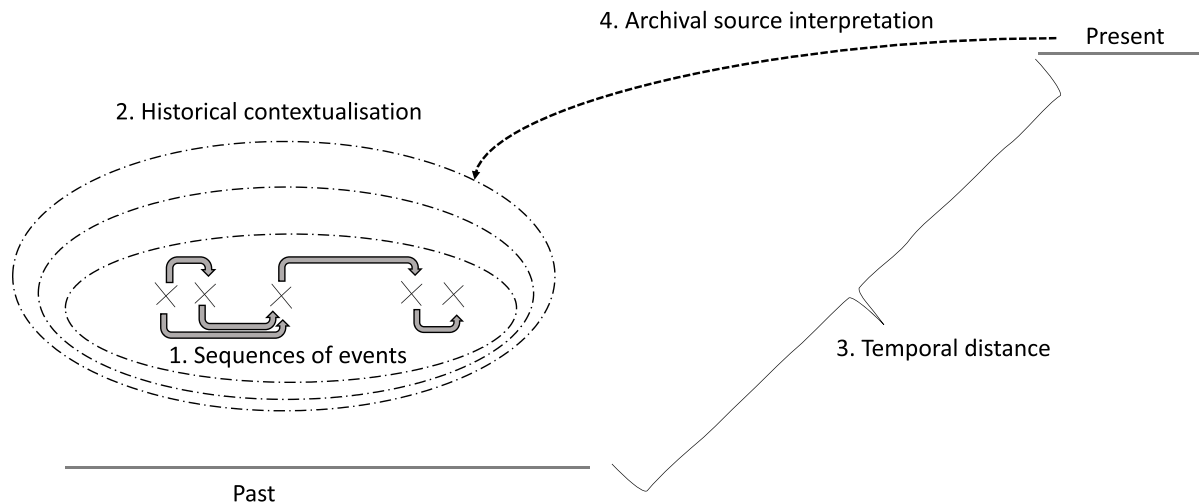 4. Archival source interpretation
Present
2. Historical contextualisation
1. Sequences of events
3. Temporal distance
Past